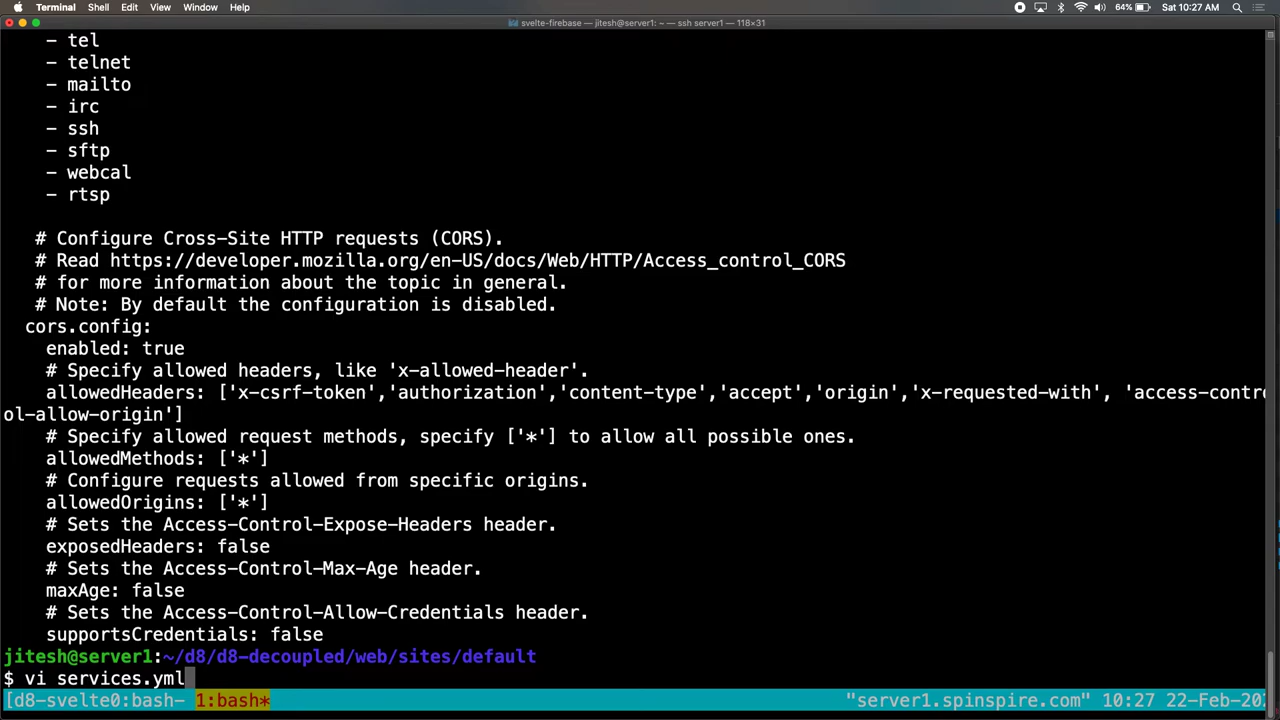 Terminal Shell Edit View Window Help 64% Sat 10:27 AM
svelte-firebase — jitesh@server1: ~ — ssh server1 — 118×31
- tel
- telnet
- mailto
- irc
- ssh
- sftp
- webcal
- rtsp
# Configure Cross-Site HTTP requests (CORS).
# Read https://developer.mozilla.org/en-US/docs/Web/HTTP/Access_control_CORS
# for more information about the topic in general.
# Note: By default the configuration is disabled.
cors.config:
enabled: true
# Specify allowed headers, like 'x-allowed-header'.
allowedHeaders: ['x-csrf-token','authorization','content-type','accept','origin','x-requested-with', 'access-contr
ol-allow-origin']
# Specify allowed request methods, specify ['*'] to allow all possible ones.
allowedMethods: ['*']
# Configure requests allowed from specific origins.
allowedOrigins: ['*']
# Sets the Access-Control-Expose-Headers header.
exposedHeaders: false
# Sets the Access-Control-Max-Age header.
maxAge: false
# Sets the Access-Control-Allow-Credentials header.
supportsCredentials: false
jitesh@server1:~/d8/d8-decoupled/web/sites/default
$ vi services.yml
[d8-svelte0:bash- 1:bash* "server1.spinspire.com" 10:27 22-Feb-20